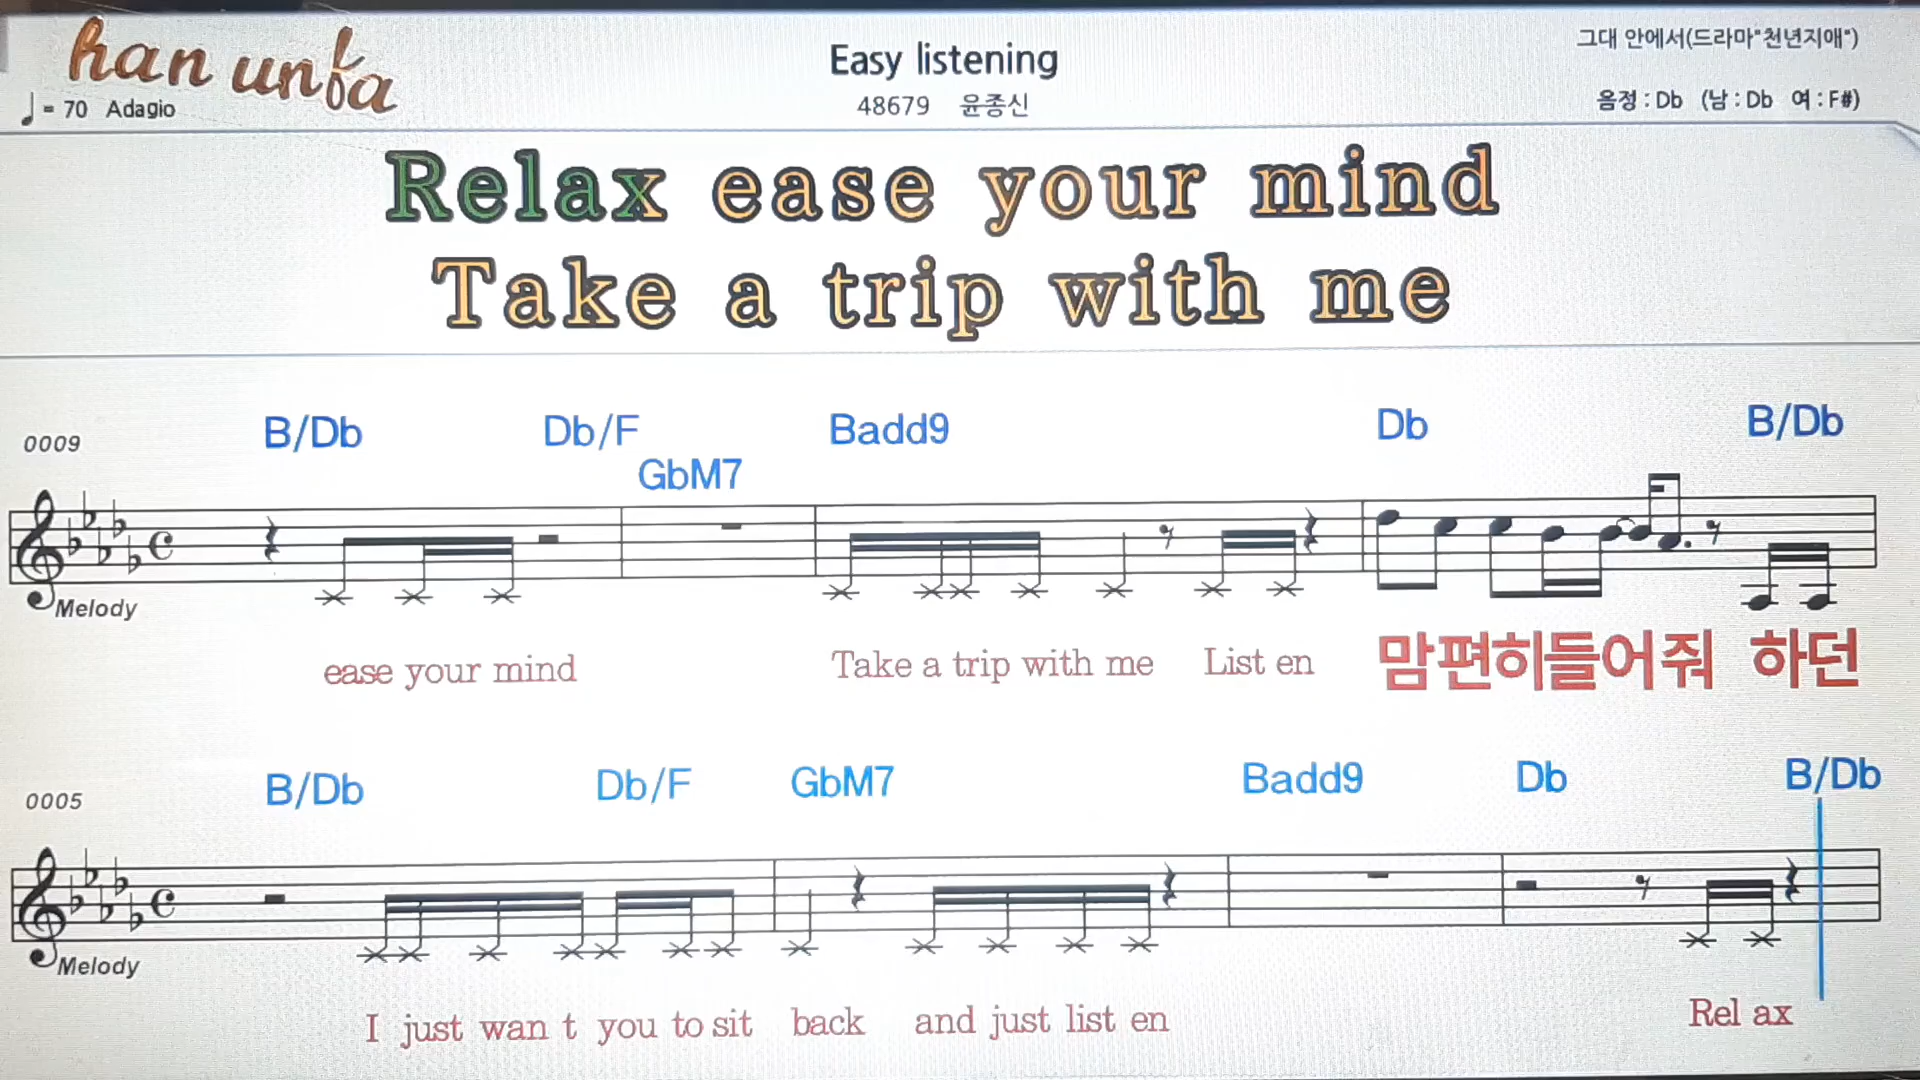 han unfa
Easy listening
그대 안에서(드라마"천년지애")
♩= 70 Adagio
48679 윤종신
음정 : Db (남 : Db 여 : F#)
Relax ease your mind
Take a trip with me
0009 B/Db Db/F GbM7 Badd9 Db B/Db
Melody
ease your mind Take a trip with me List en 맘편히들어줘 하던
0005 B/Db Db/F GbM7 Badd9 Db B/Db
Melody
I just wan t you to sit back and just list en Rel ax